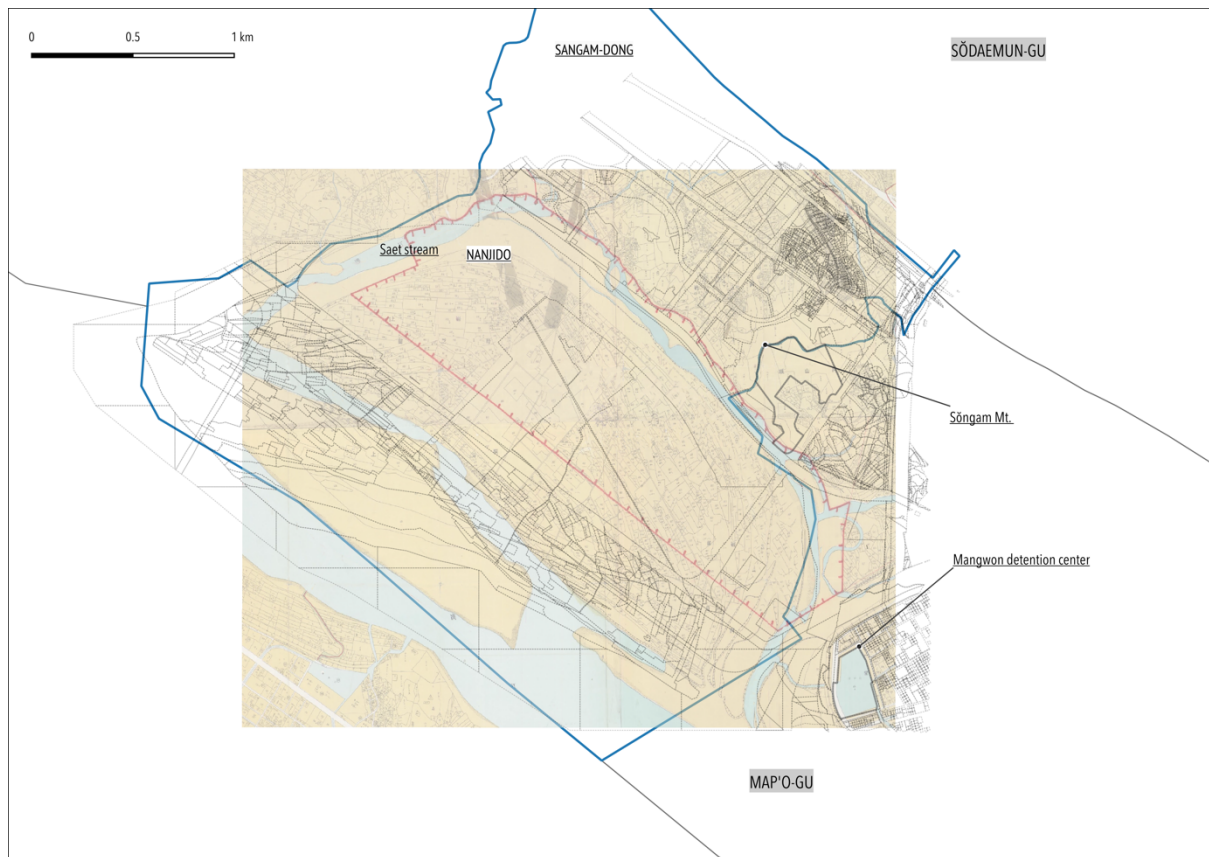 0 0.5 1 km
SANGAM-DONG
SŎDAEMUN-GU
Saet stream
NANJIDO
Sŏngam Mt.
Mangwon detention center
MAP'O-GU